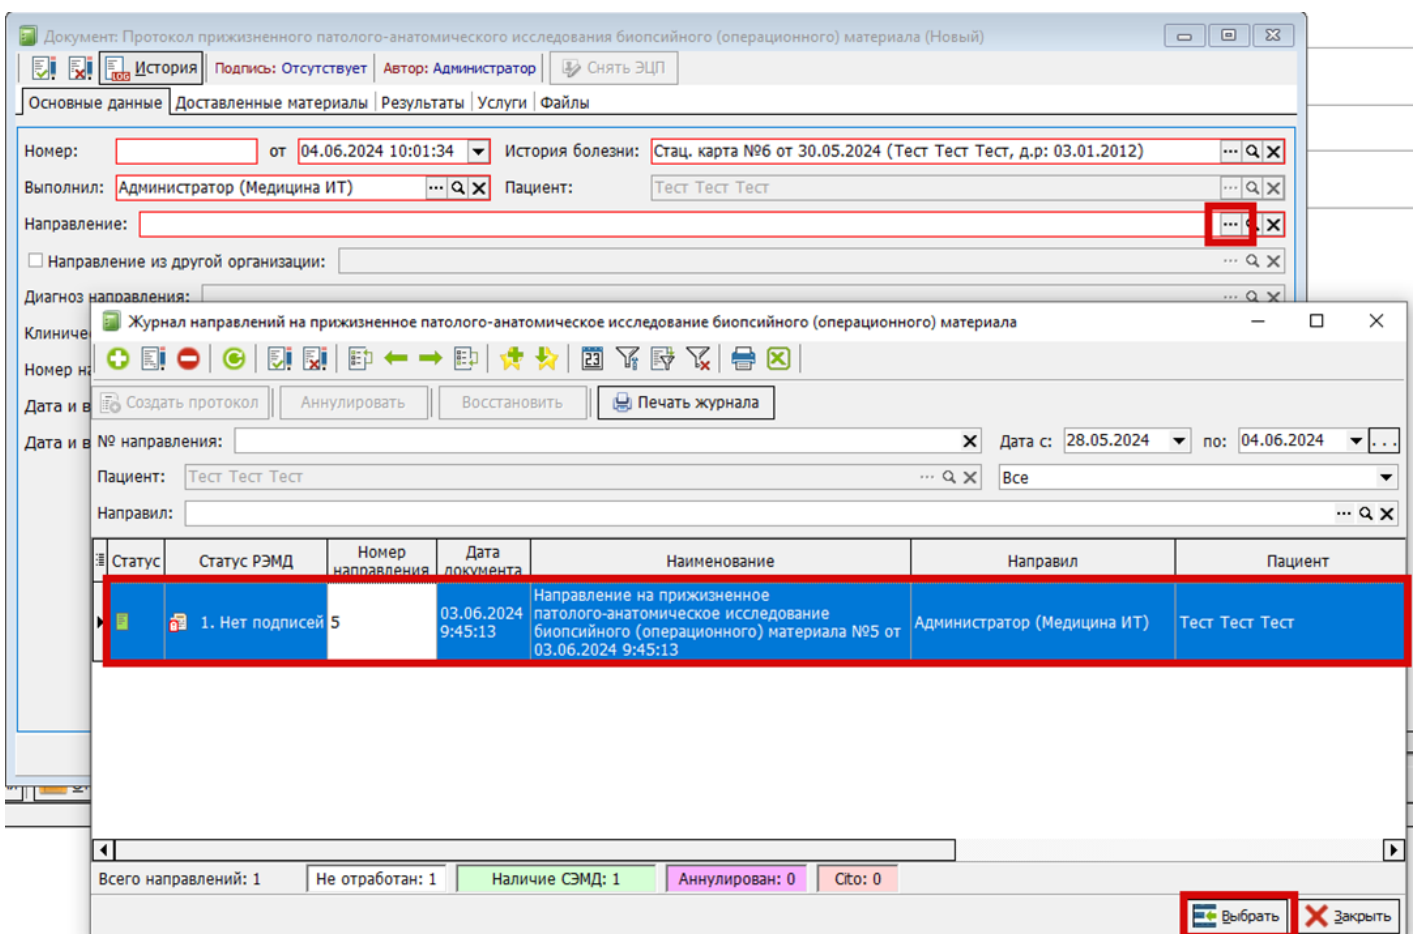 Документ: Протокол прижизненного патолого-анатомического исследования биопсийного (операционного) материала (Новый)
LOG История Подпись: Отсутствует Автор: Администратор Снять ЭЦП
Основные данные Доставленные материалы Результаты Услуги Файлы
Номер: от 04.06.2024 10:01:34 История болезни: Стац. карта №6 от 30.05.2024 (Тест Тест Тест, д.р: 03.01.2012) ...
Выполнил: Администратор (Медицина ИТ) ... Пациент: Тест Тест Тест ...
Направление: ...
Направление из другой организации: ...
Диагноз направления: ...
Клиниче
Номер на
Дата и в
Дата и в
Журнал направлений на прижизненное патолого-анатомическое исследование биопсийного (операционного) материала
23
Создать протокол Аннулировать Восстановить Печать журнала
№ направления: Дата с: 28.05.2024 по: 04.06.2024 ...
Пациент: Тест Тест Тест ... Все
Направил: ...
Статус Статус РЭМД Номер направления Дата документа Наименование Направил Пациент
1. Нет подписей 5 03.06.2024 9:45:13 Направление на прижизненное
патолого-анатомическое исследование
биопсийного (операционного) материала №5 от
03.06.2024 9:45:13 Администратор (Медицина ИТ) Тест Тест Тест
Всего направлений: 1 Не отработан: 1 Наличие СЭМД: 1 Аннулирован: 0 Cito: 0
Выбрать Закрыть